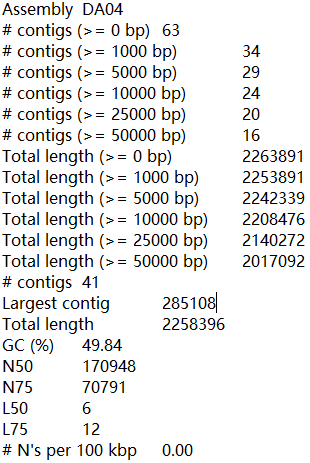 Assembly DA04
# contigs (>= 0 bp) 63
# contigs (>= 1000 bp) 34
# contigs (>= 5000 bp) 29
# contigs (>= 10000 bp) 24
# contigs (>= 25000 bp) 20
# contigs (>= 50000 bp) 16
Total length (>= 0 bp) 2263891
Total length (>= 1000 bp) 2253891
Total length (>= 5000 bp) 2242339
Total length (>= 10000 bp) 2208476
Total length (>= 25000 bp) 2140272
Total length (>= 50000 bp) 2017092
# contigs 41
Largest contig 285108
Total length 2258396
GC (%) 49.84
N50 170948
N75 70791
L50 6
L75 12
# N's per 100 kbp 0.00